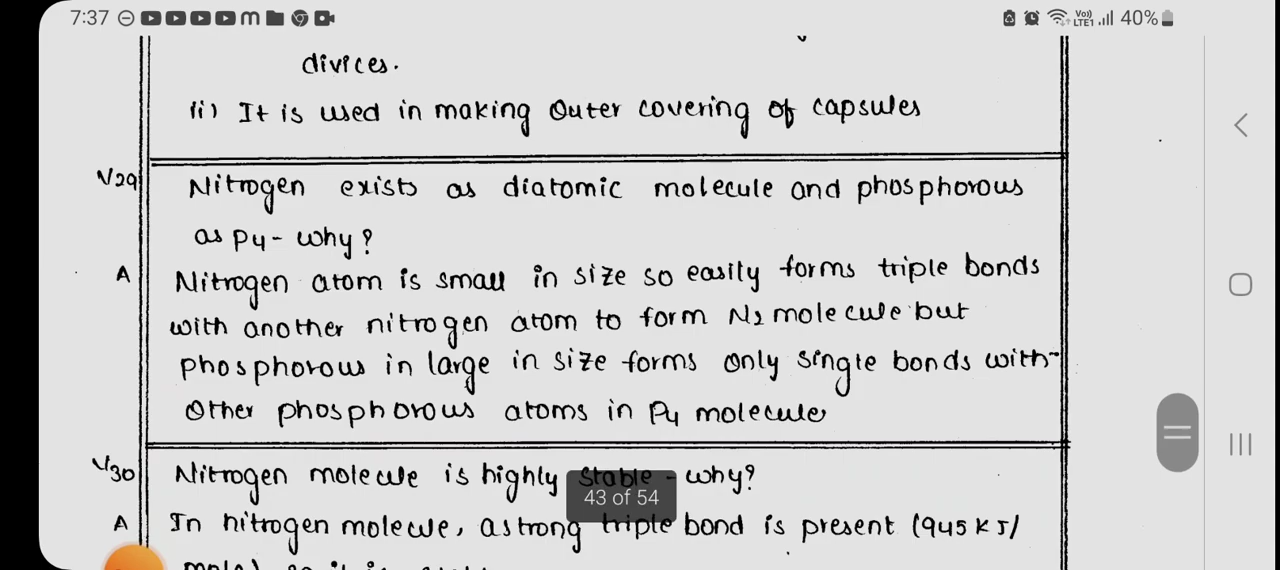 7:37 m Vo) LTE1 40%
divices.
ii) It is used in making Outer covering of capsules
V29 Nitrogen exists as diatomic molecule and phosphorous
as P4 - why?
A Nitrogen atom is small in size so easily forms triple bonds
with another nitrogen atom to form N2 molecule but
phosphorous in large in size forms only single bonds with
Other phosphorous atoms in P4 molecule
V30 Nitrogen molecule is highly stable - why?
43 of 54
A In nitrogen molecule, a strong triple bond is present (945 KJ/